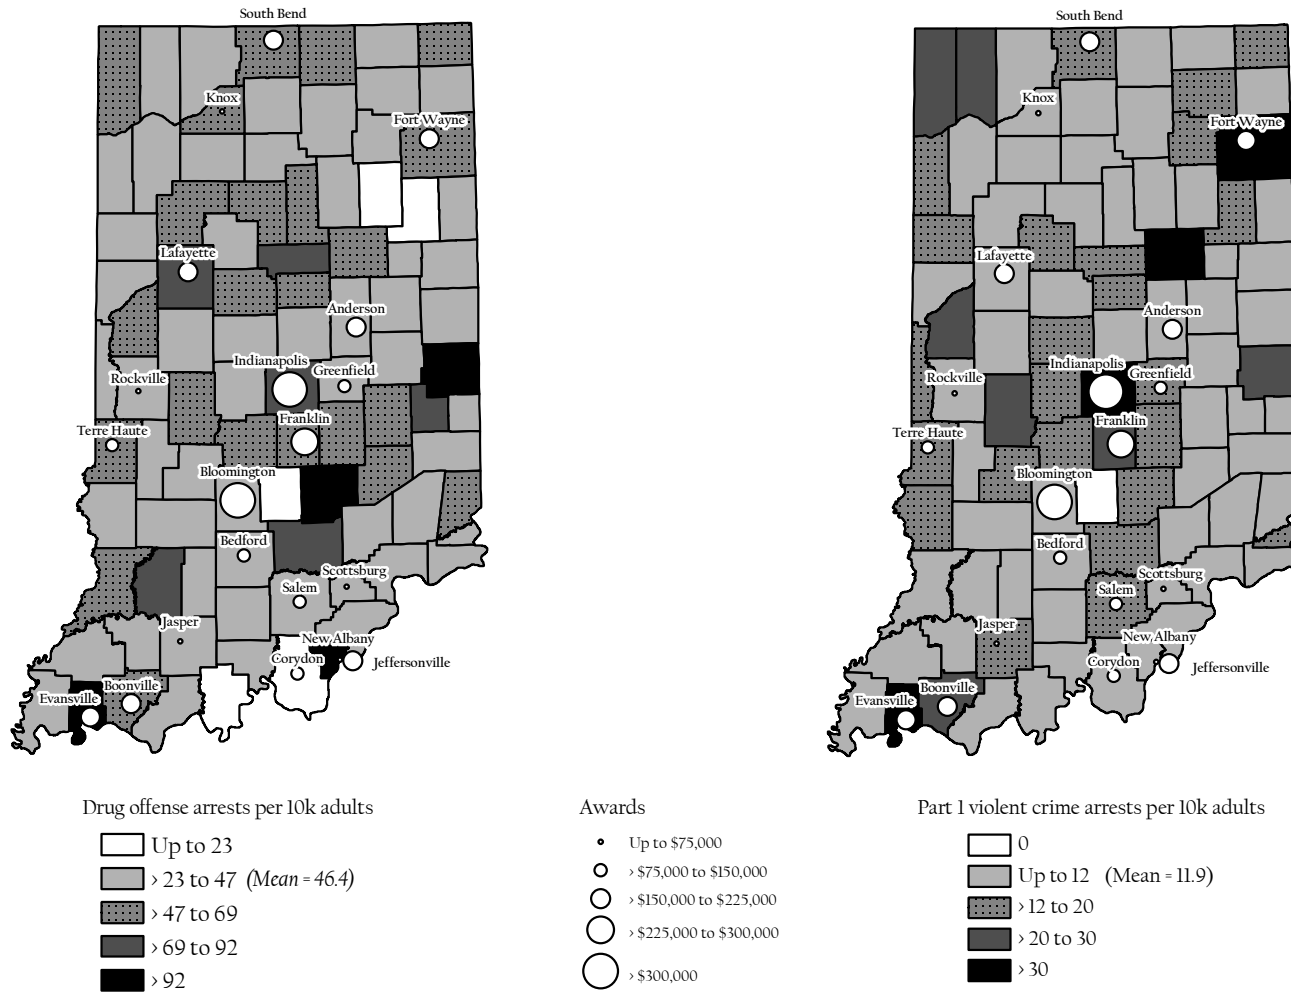 South Bend
Knox
Fort Wayne
Lafayette
Anderson
Indianapolis
Greenfield
Rockville
Franklin
Terre Haute
Bloomington
Bedford
Scottsburg
Salem
Jasper
New Albany
Corydon
Jeffersonville
Boonville
Evansville
South Bend
Knox
Fort Wayne
Lafayette
Anderson
Indianapolis
Greenfield
Rockville
Franklin
Terre Haute
Bloomington
Bedford
Scottsburg
Salem
Jasper
New Albany
Corydon
Jeffersonville
Boonville
Evansville
Drug offense arrests per 10k adults
Up to 23
> 23 to 47 (Mean = 46.4)
> 47 to 69
> 69 to 92
> 92
Awards
Up to $75,000
> $75,000 to $150,000
> $150,000 to $225,000
> $225,000 to $300,000
> $300,000
Part 1 violent crime arrests per 10k adults
0
Up to 12 (Mean = 11.9)
> 12 to 20
> 20 to 30
> 30